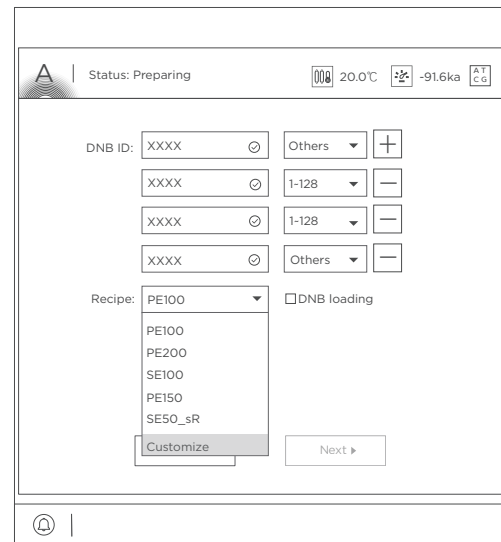 A | Status: Preparing 20.0℃ -91.6ka A T C G
DNB ID: XXXX Others
XXXX 1-128
XXXX 1-128
XXXX Others
Recipe: PE100 DNB loading
PE100
PE200
SE100
PE150
SE50_sR
Customize
Next